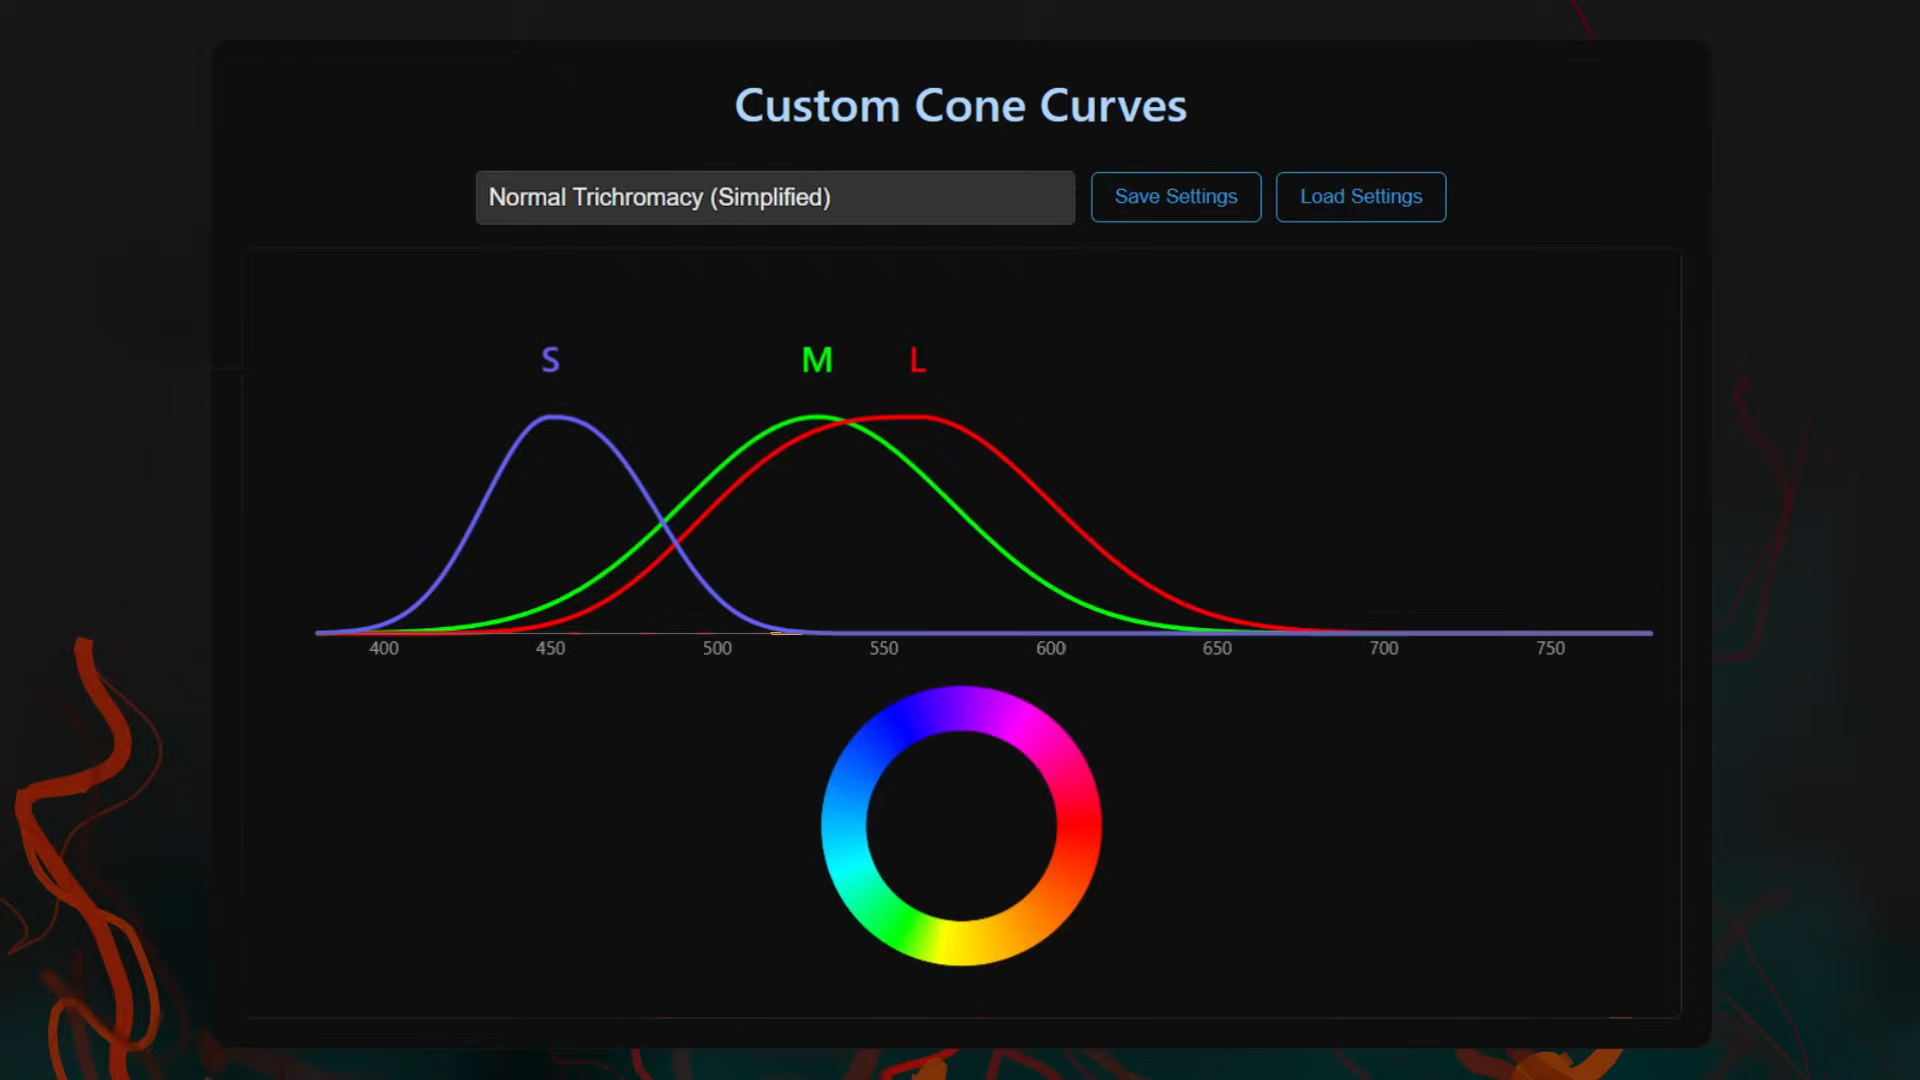 Custom Cone Curves
Normal Trichromacy (Simplified)
Save Settings
Load Settings
S M L
400 450 500 550 600 650 700 750